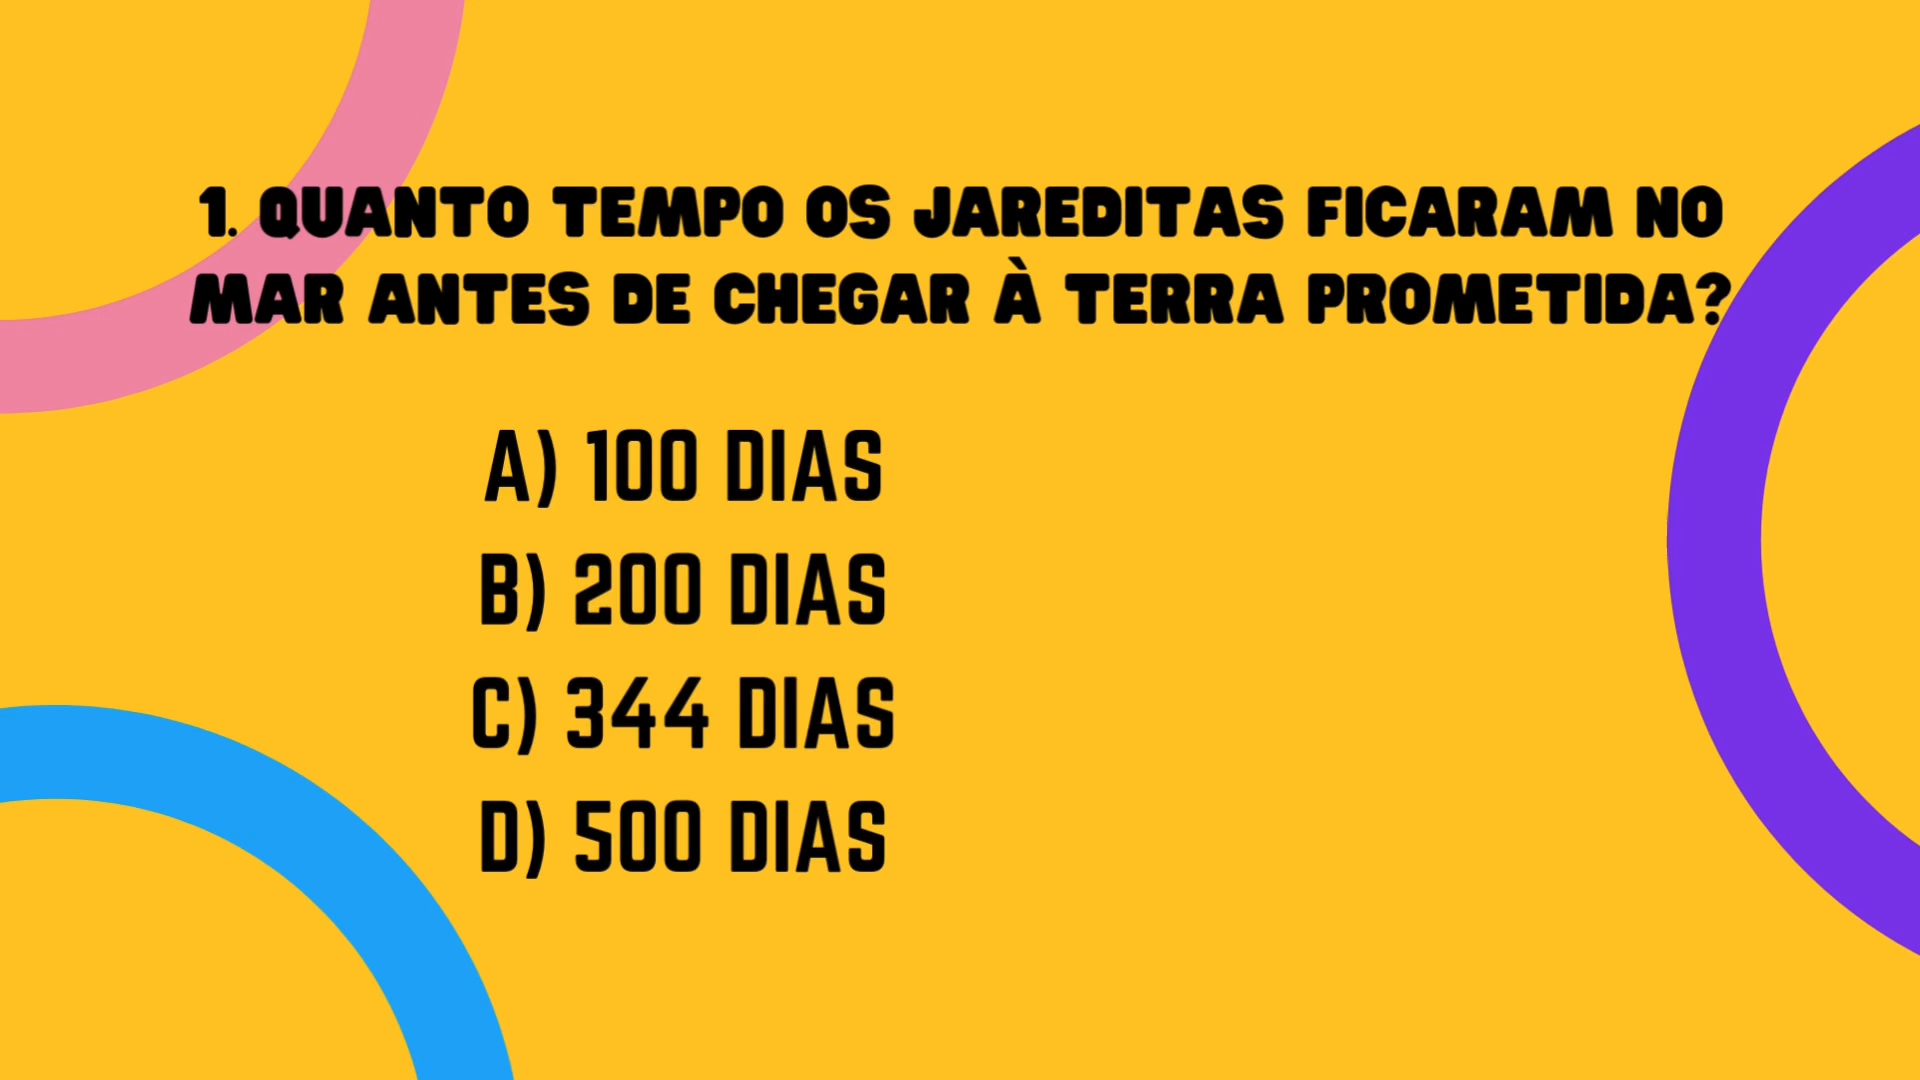 1. QUANTO TEMPO OS JAREDITAS FICARAM NO
MAR ANTES DE CHEGAR À TERRA PROMETIDA?
A) 100 DIAS
B) 200 DIAS
C) 344 DIAS
D) 500 DIAS